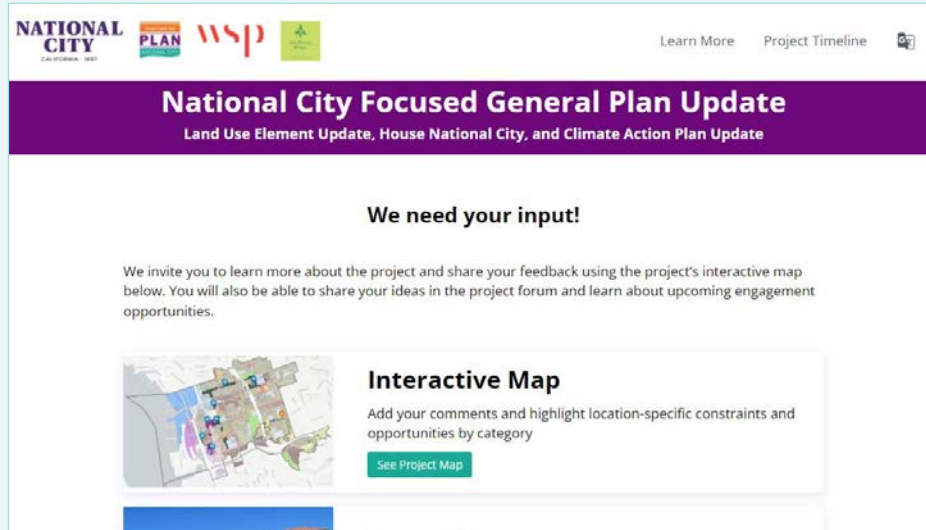 NATIONAL
CITY
PLAN
wsp
Learn More
Project Timeline
National City Focused General Plan Update
Land Use Element Update, House National City, and Climate Action Plan Update
We need your input!
We invite you to learn more about the project and share your feedback using the project's interactive map
below. You will also be able to share your ideas in the project forum and learn about upcoming engagement
opportunities.
Interactive Map
Add your comments and highlight location-specific constraints and
opportunities by category
See Project Map